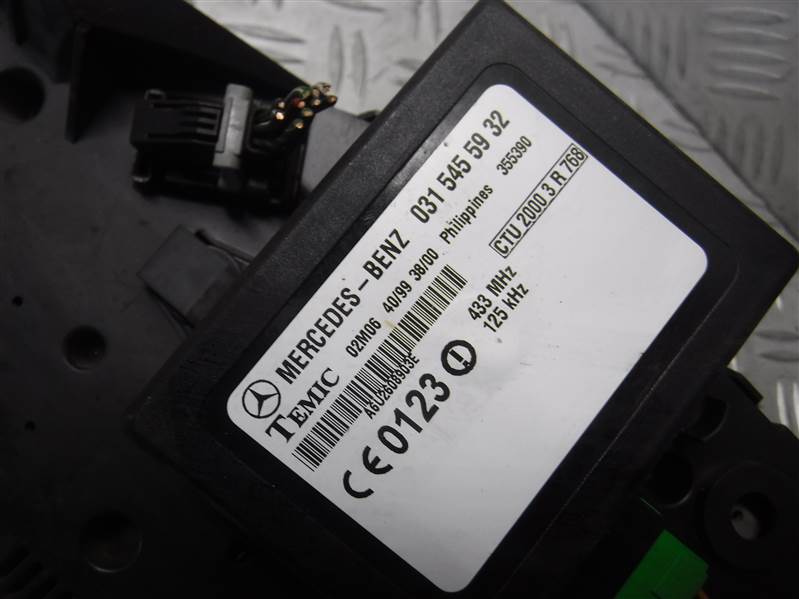 MERCEDES-BENZ 031 545 59 32
TEMIC 02M06 40/99 38/00 Philippines 355390
A6U2608903E
CTU 2000 3 R 768
CE0123
433 MHz
125 kHz